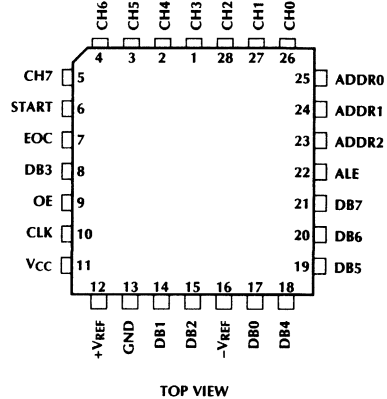 CH6 CH5 CH4 CH3 CH2 CH1 CH0
4 3 2 1 28 27 26
CH7 5 25 ADDR0
START 6 24 ADDR1
EOC 7 23 ADDR2
DB3 8 22 ALE
OE 9 21 DB7
CLK 10 20 DB6
VCC 11 19 DB5
12 13 14 15 16 17 18
+VREF GND DB1 DB2 −VREF DB0 DB4
TOP VIEW